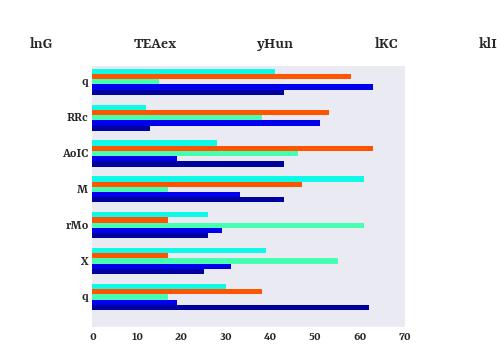 lnG TEAex yHun lKC klI
q
RRc
AoIC
M
rMo
X
q
0 10 20 30 40 50 60 70